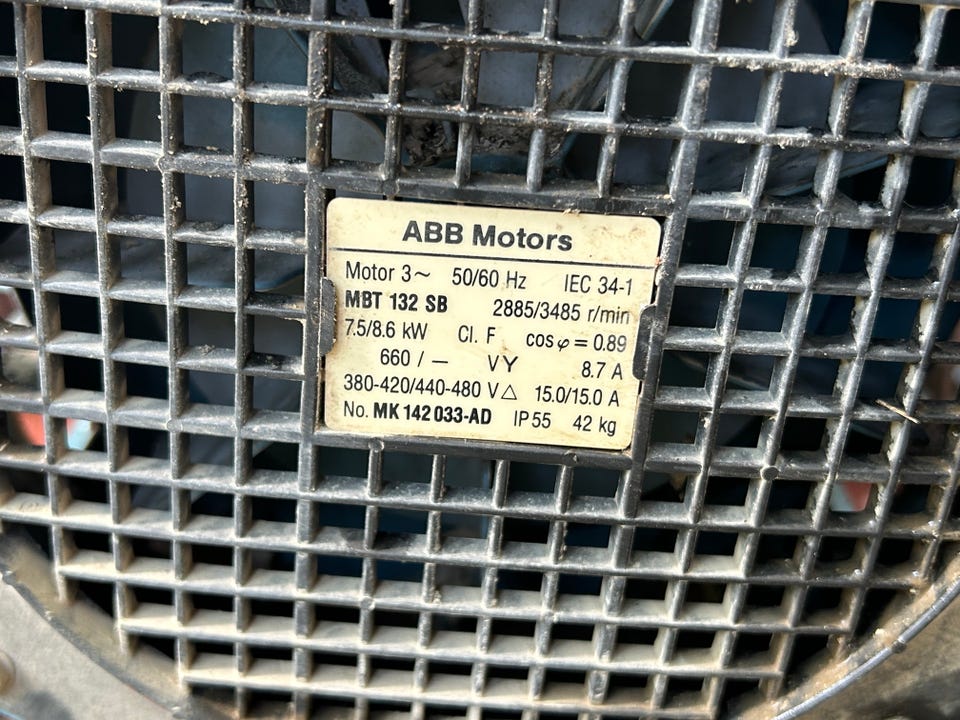 ABB Motors
Motor 3~ 50/60 Hz IEC 34-1
MBT 132 SB 2885/3485 r/min
7.5/8.6 kW Cl. F cos φ = 0.89
660 / — V Y 8.7 A
380-420/440-480 V △ 15.0/15.0 A
No. MK 142 033-AD IP 55 42 kg